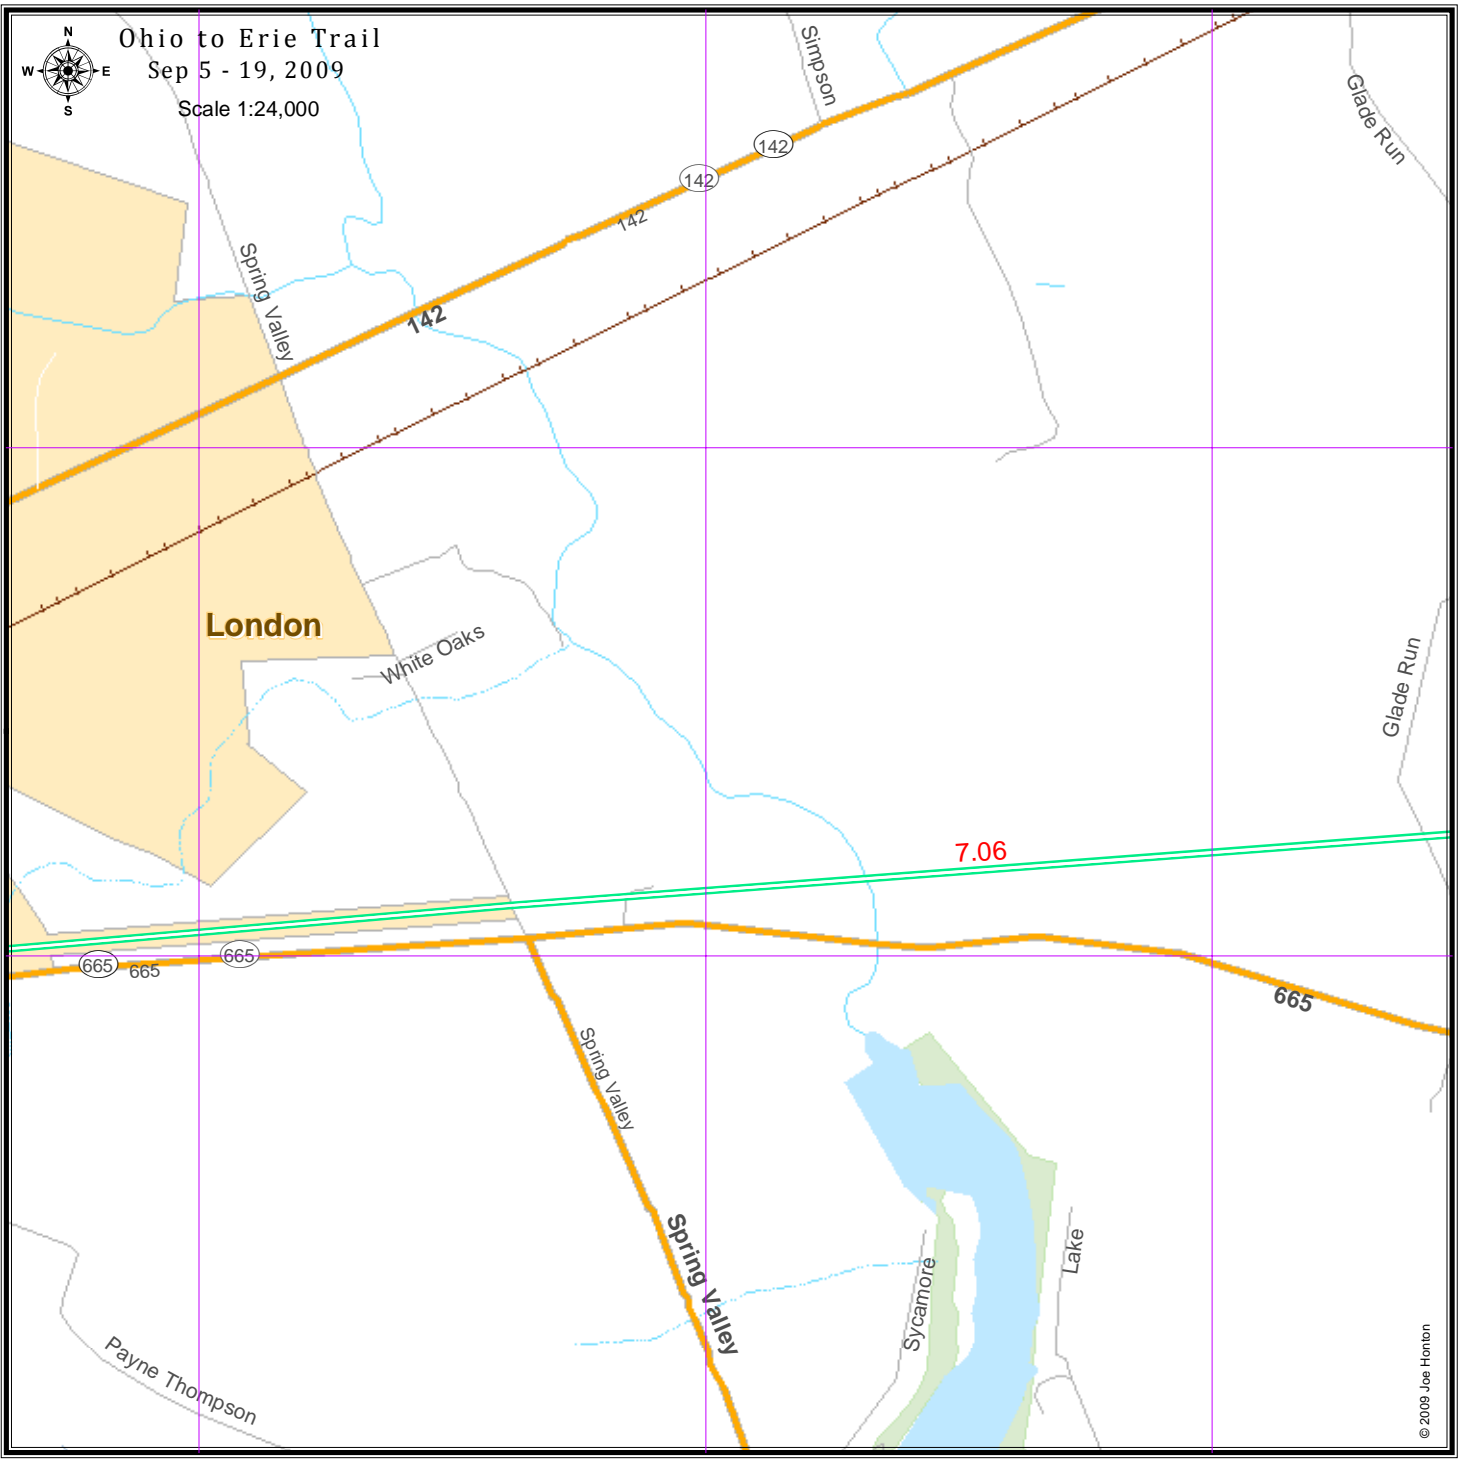 N
W
E
S
Ohio to Erie Trail
Sep 5 - 19, 2009
Scale 1:24,000
Simpson
Glade Run
142
142
142
Spring Valley
142
London
White Oaks
Glade Run
7.06
665
665
665
665
Spring Valley
Spring Valley
Lake
Sycamore
Payne Thompson
© 2009 Joe Honton